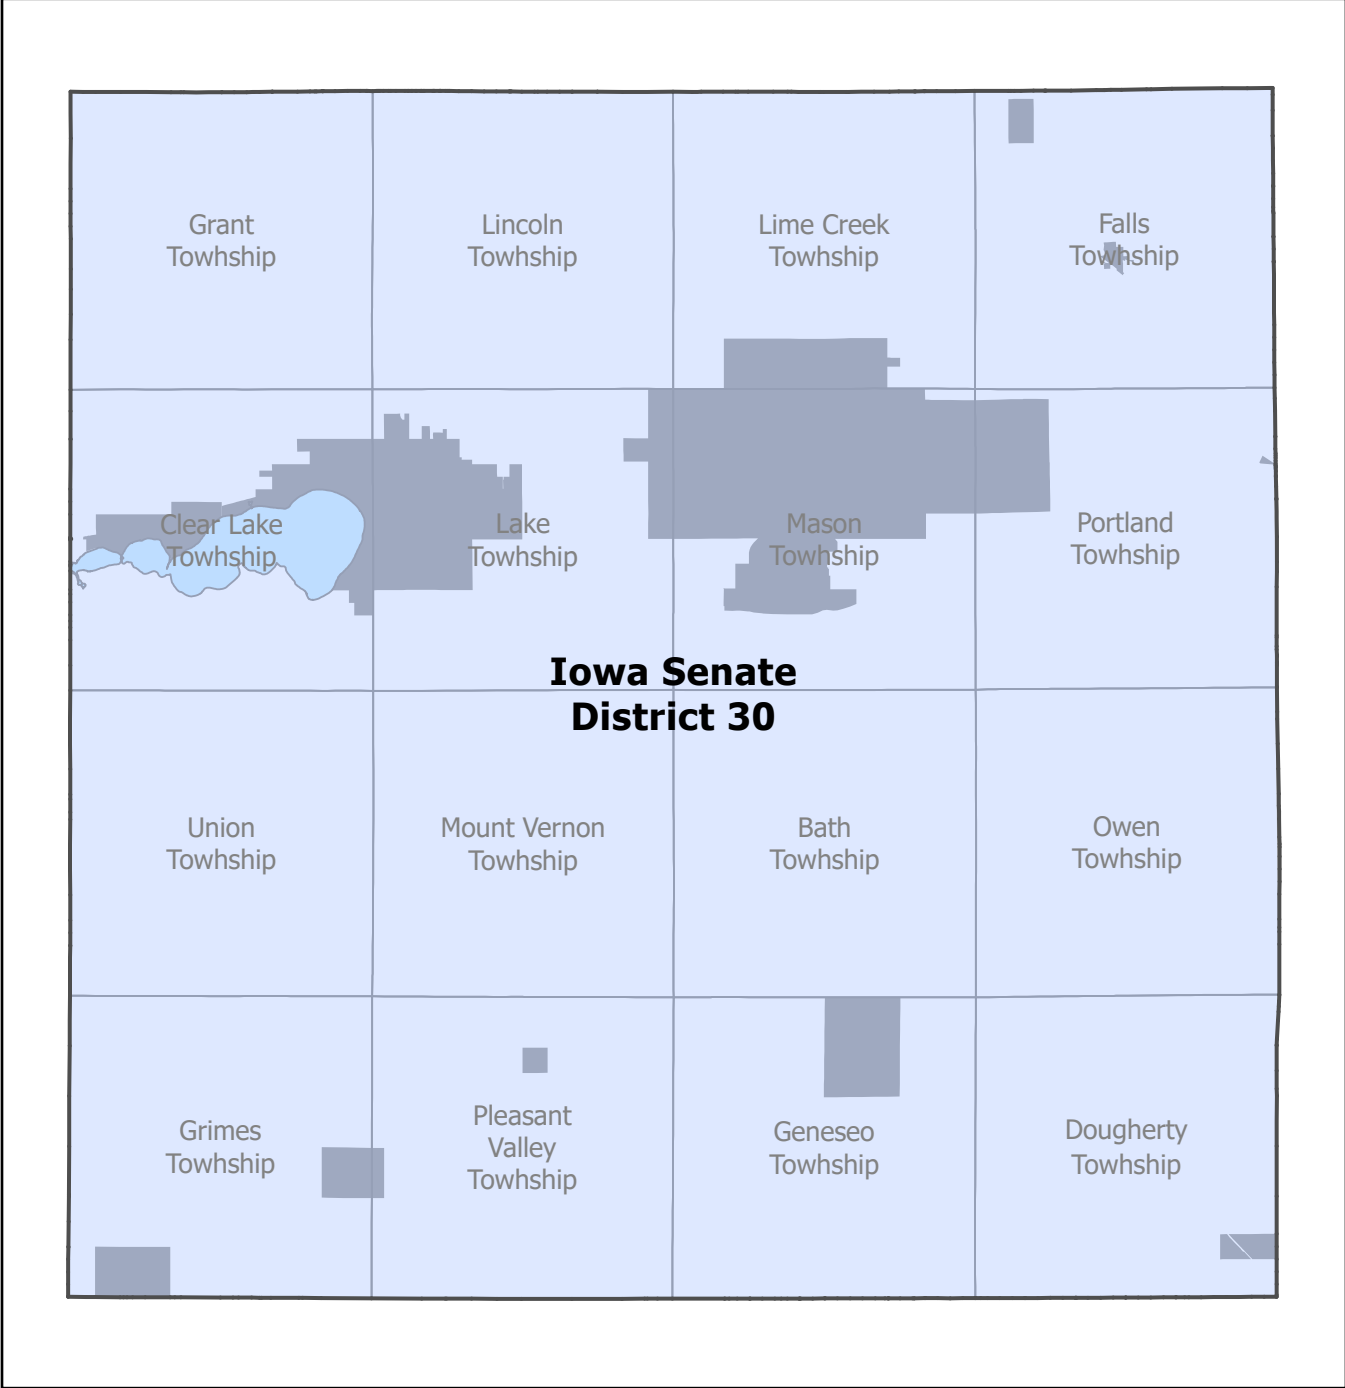 Grant
Towhship
Lincoln
Towhship
Lime Creek
Towhship
Falls
Towhship
Clear Lake
Towhship
Lake
Towhship
Mason
Towhship
Portland
Towhship
Iowa Senate
District 30
Union
Towhship
Mount Vernon
Towhship
Bath
Towhship
Owen
Towhship
Grimes
Towhship
Pleasant
Valley
Towhship
Geneseo
Towhship
Dougherty
Towhship